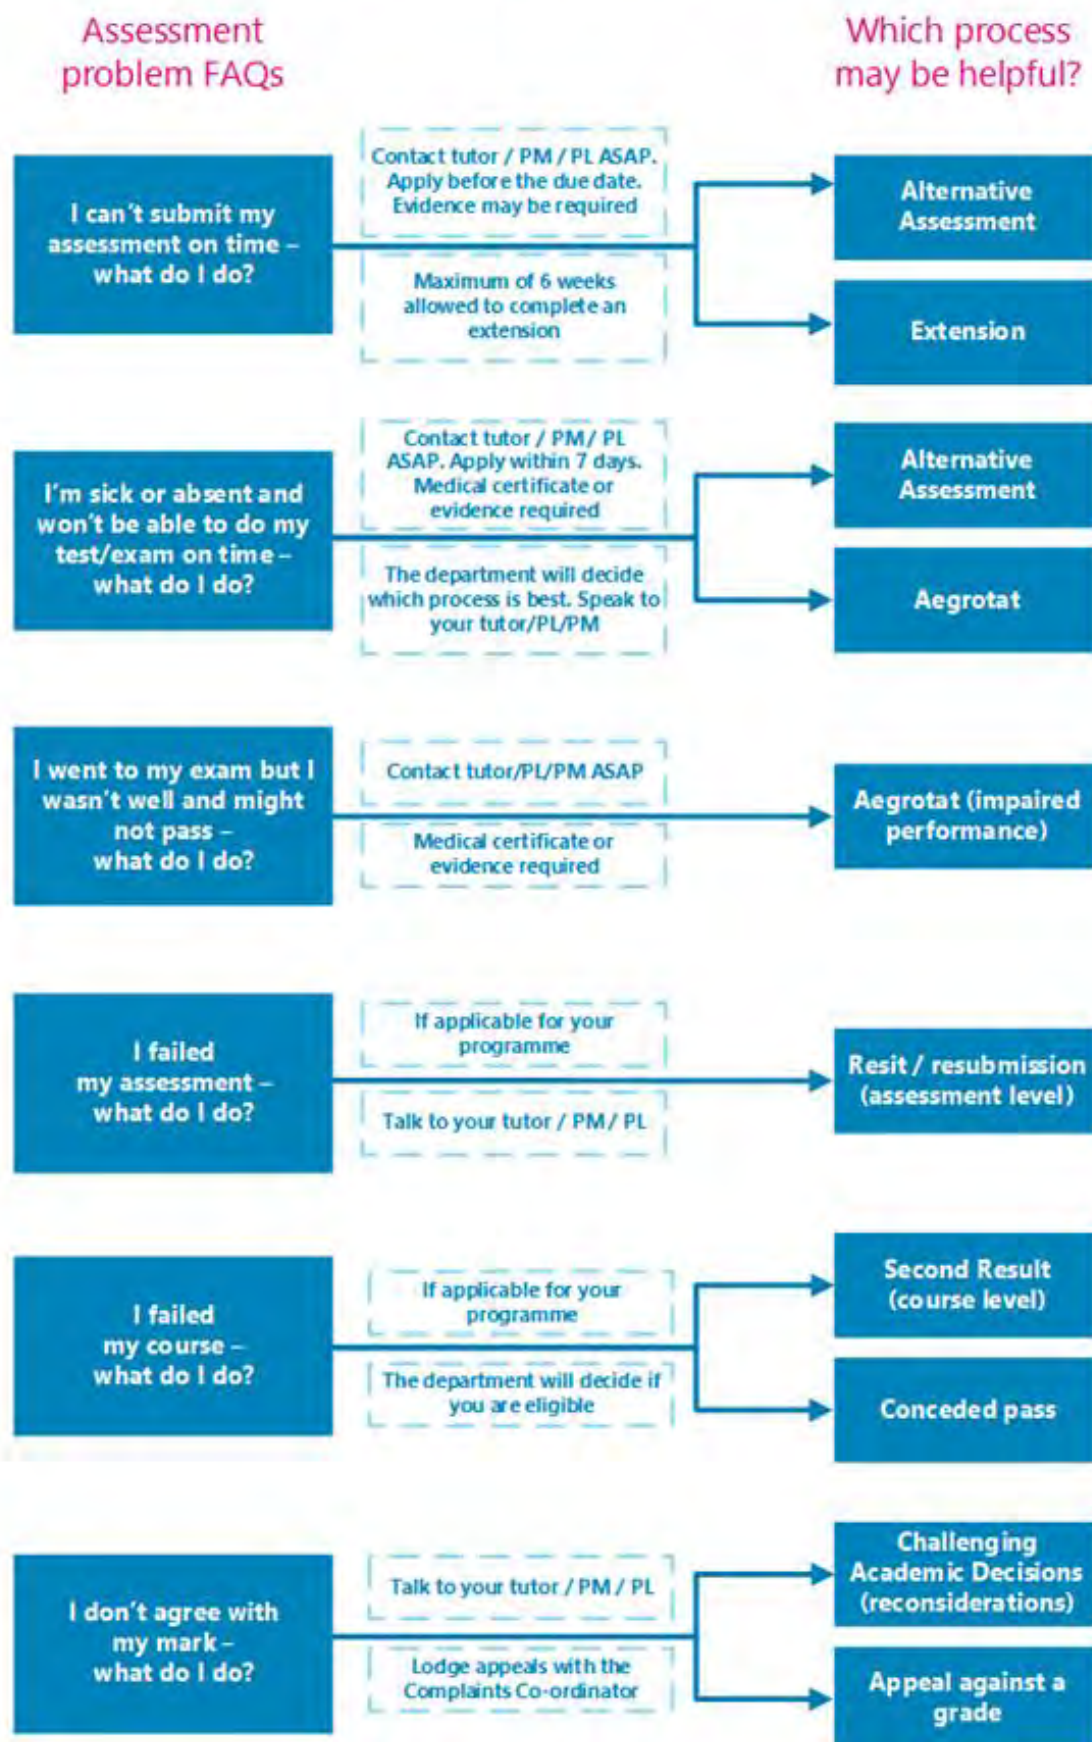 Assessment
problem FAQs
Which process
may be helpful?
I can't submit my
assessment on time –
what do I do?
Contact tutor / PM / PL ASAP.
Apply before the due date.
Evidence may be required
Maximum of 6 weeks
allowed to complete an
extension
Alternative
Assessment
Extension
I'm sick or absent and
won't be able to do my
test/exam on time –
what do I do?
Contact tutor / PM / PL
ASAP. Apply within 7 days.
Medical certificate or
evidence required
The department will decide
which process is best. Speak to
your tutor/PL/PM
Alternative
Assessment
Aegrotat
I went to my exam but I
wasn't well and might
not pass –
what do I do?
Contact tutor/PL/PM ASAP
Medical certificate or
evidence required
Aegrotat (impaired
performance)
I failed
my assessment –
what do I do?
If applicable for your
programme
Talk to your tutor / PM / PL
Resit / resubmission
(assessment level)
I failed
my course –
what do I do?
If applicable for your
programme
The department will decide if
you are eligible
Second Result
(course level)
Conceded pass
I don't agree with
my mark –
what do I do?
Talk to your tutor / PM / PL
Lodge appeals with the
Complaints Co-ordinator
Challenging
Academic Decisions
(reconsiderations)
Appeal against a
grade